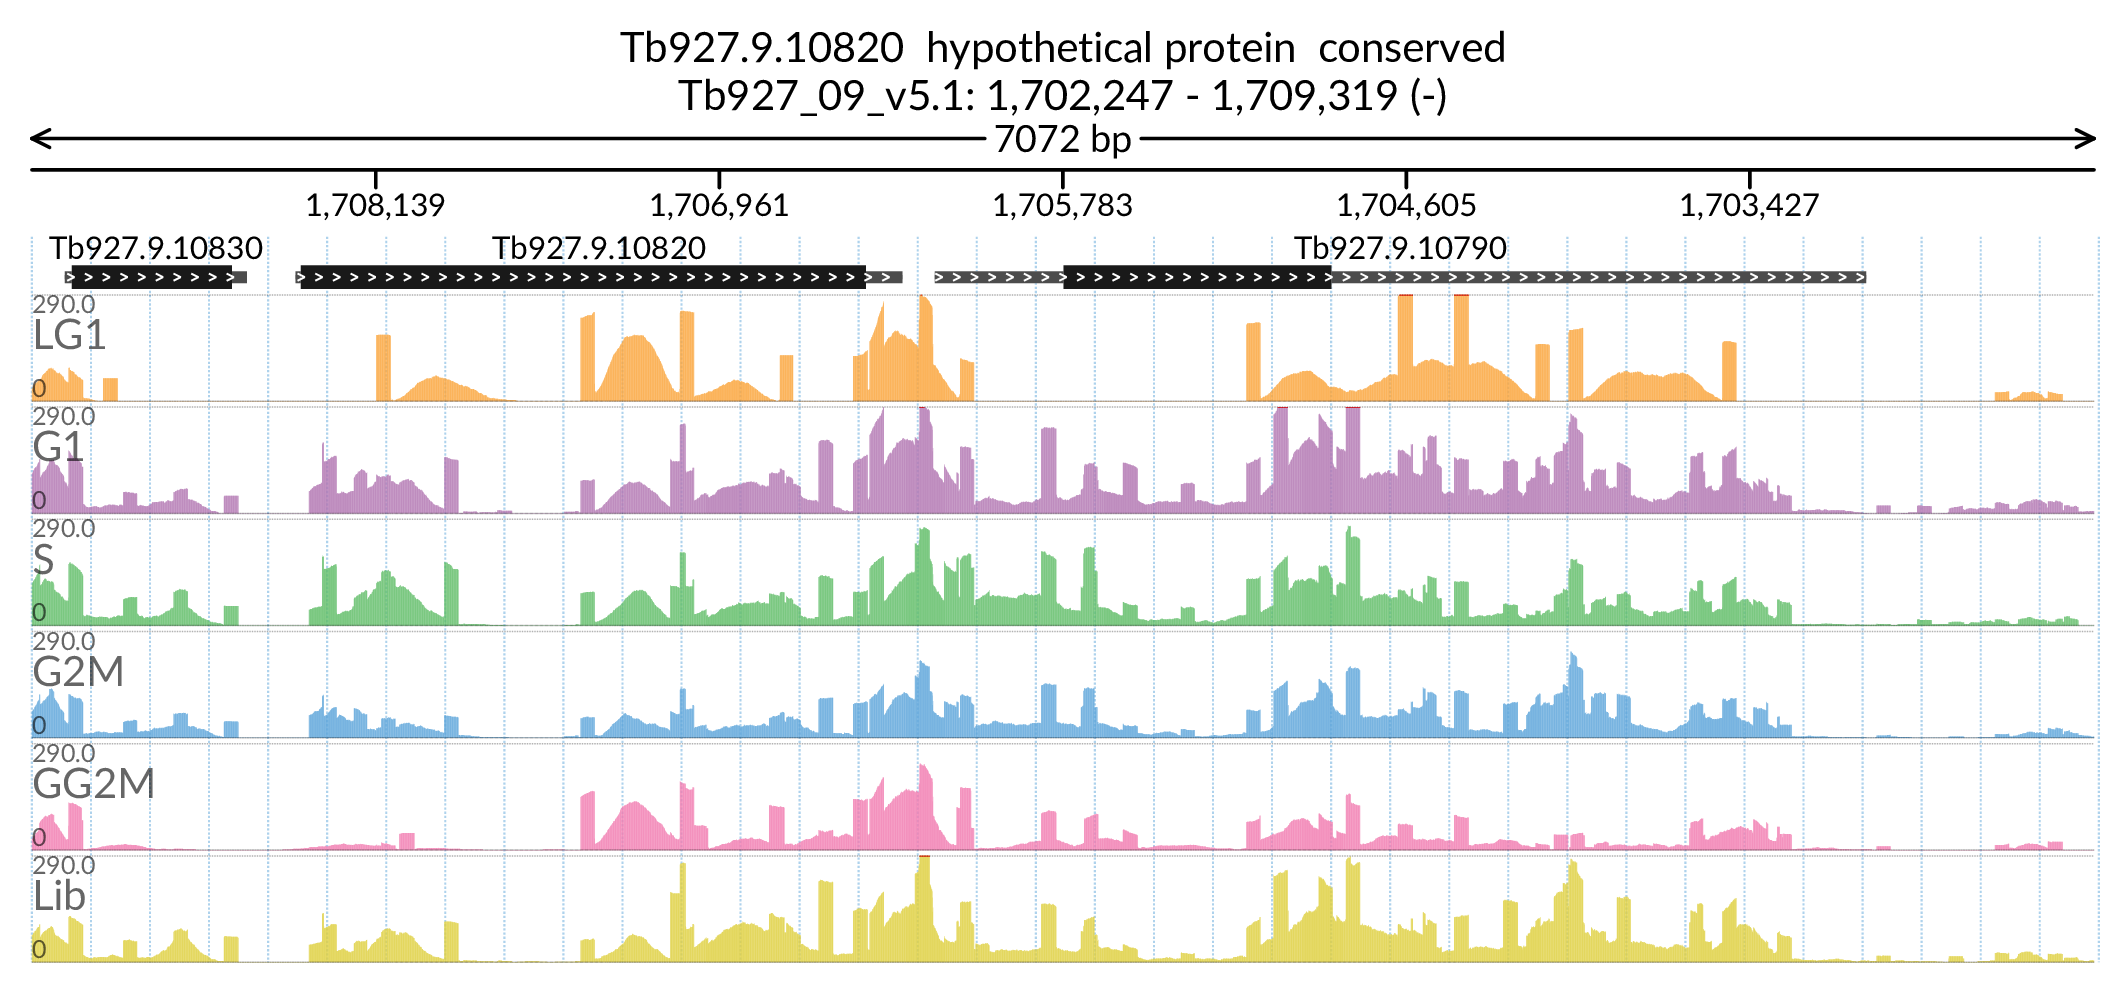 Tb927.9.10820 hypothetical protein conserved
Tb927_09_v5.1: 1,702,247 - 1,709,319 (-)
7072 bp
1,708,139 1,706,961 1,705,783 1,704,605 1,703,427
Tb927.9.10830 Tb927.9.10820 Tb927.9.10790
290.0
LG1
0
290.0
G1
0
290.0
S
0
290.0
G2M
0
290.0
GG2M
0
290.0
Lib
0